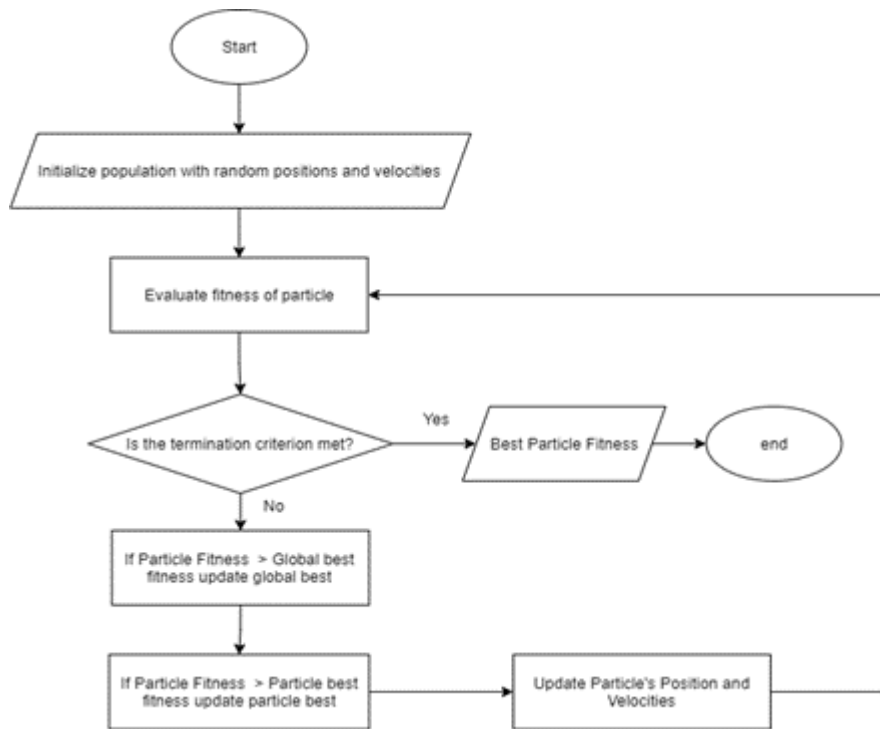 Start
Initialize population with random positions and velocities
Evaluate fitness of particle
Is the termination criterion met?
Yes
Best Particle Fitness
end
No
If Particle Fitness > Global best
fitness update global best
If Particle Fitness > Particle best
fitness update particle best
Update Particle's Position and
Velocities